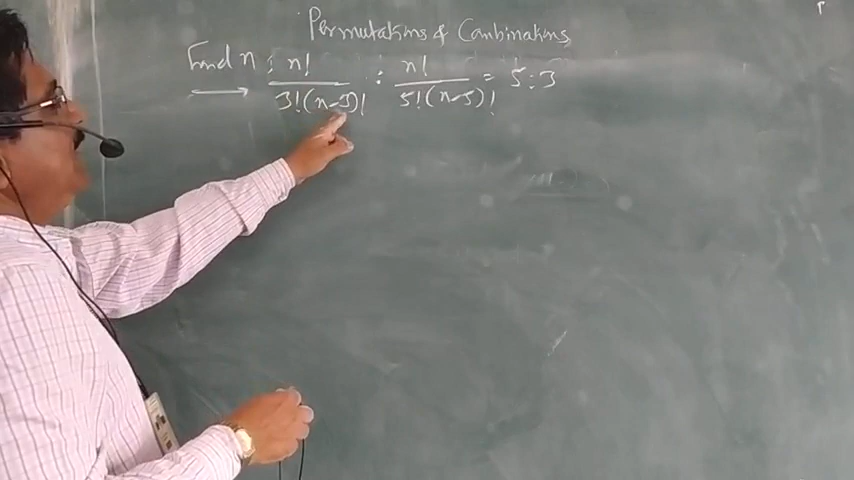 Permutations & Combinations
Find n : n!/3!(n-3)! : n!/5!(n-5)! = 5:3